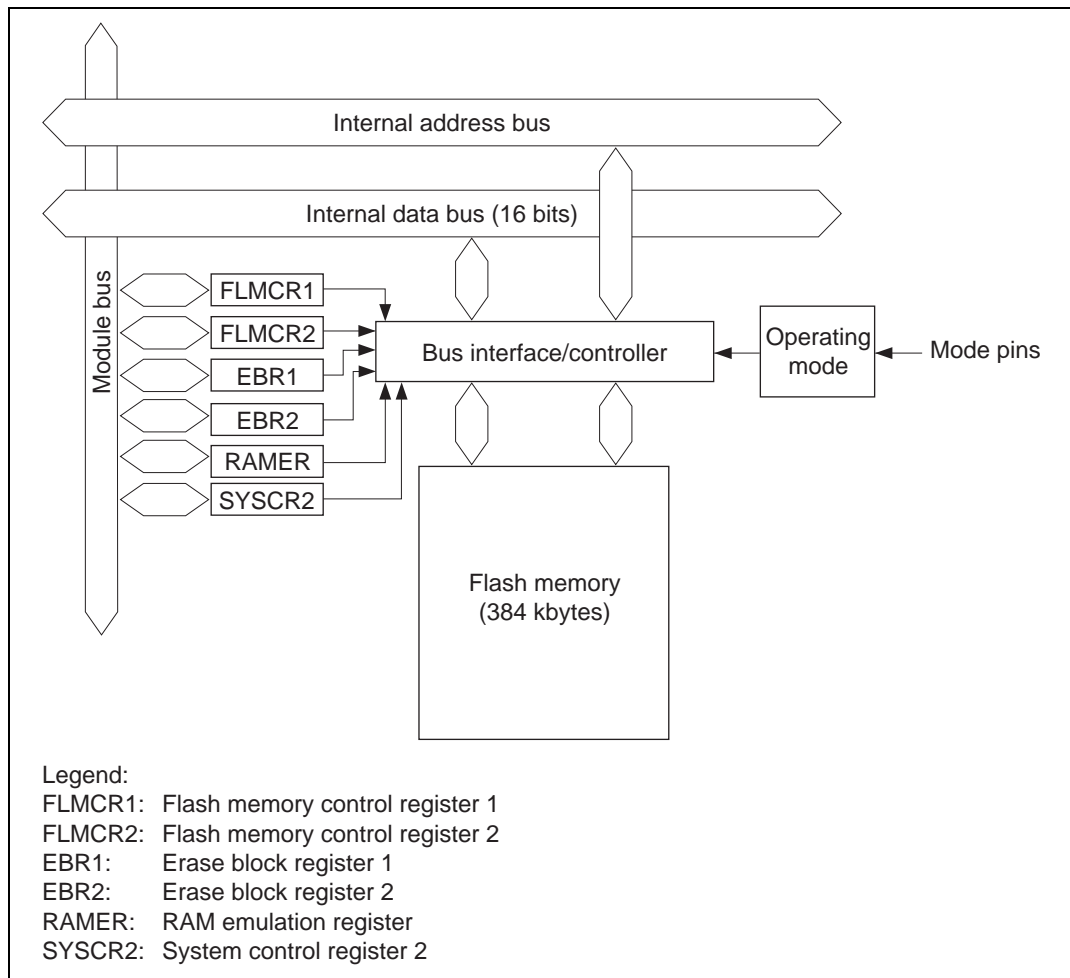 Internal address bus
Internal data bus (16 bits)
Module bus
FLMCR1
FLMCR2
EBR1
EBR2
RAMER
SYSCR2
Bus interface/controller
Operating
mode
Mode pins
Flash memory
(384 kbytes)
Legend:
FLMCR1: Flash memory control register 1
FLMCR2: Flash memory control register 2
EBR1: Erase block register 1
EBR2: Erase block register 2
RAMER: RAM emulation register
SYSCR2: System control register 2